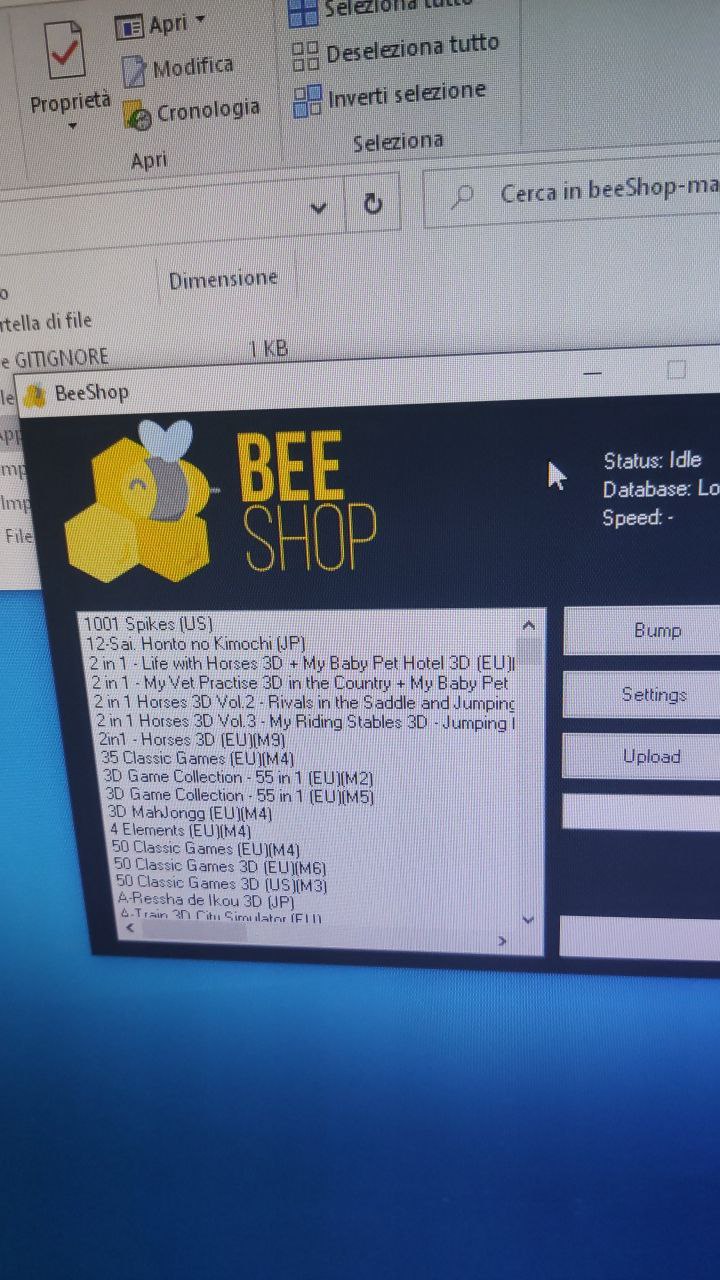 Seleziona tutto
Apri
Deseleziona tutto
Modifica
Inverti selezione
Proprietà
Cronologia
Apri
Seleziona
Cerca in beeShop-ma
o
Dimensione
rtella di file
e GITIGNORE
1 KB
BeeShop
BEE
SHOP
Status: Idle
Database: Lo
Speed: -
File
1001 Spikes (US)
12-Sai. Honto no Kimochi (JP)
2 in 1 - Life with Horses 3D + My Baby Pet Hotel 3D (EU)(
2 in 1 - My Vet Practise 3D in the Country + My Baby Pet
2 in 1 Horses 3D Vol.2 - Rivals in the Saddle and Jumping
2 in 1 Horses 3D Vol.3 - My Riding Stables 3D - Jumping
2in1 - Horses 3D (EU)(M9)
35 Classic Games (EU)(M4)
3D Game Collection - 55 in 1 (EU)(M2)
3D Game Collection - 55 in 1 (EU)(M5)
3D MahJongg (EU)(M4)
4 Elements (EU)(M4)
50 Classic Games (EU)(M4)
50 Classic Games 3D (EU)(M6)
50 Classic Games 3D (US)(M3)
A-Ressha de Ikou 3D (JP)
A-Train 3D City Simulator (EU)
Bump
Settings
Upload